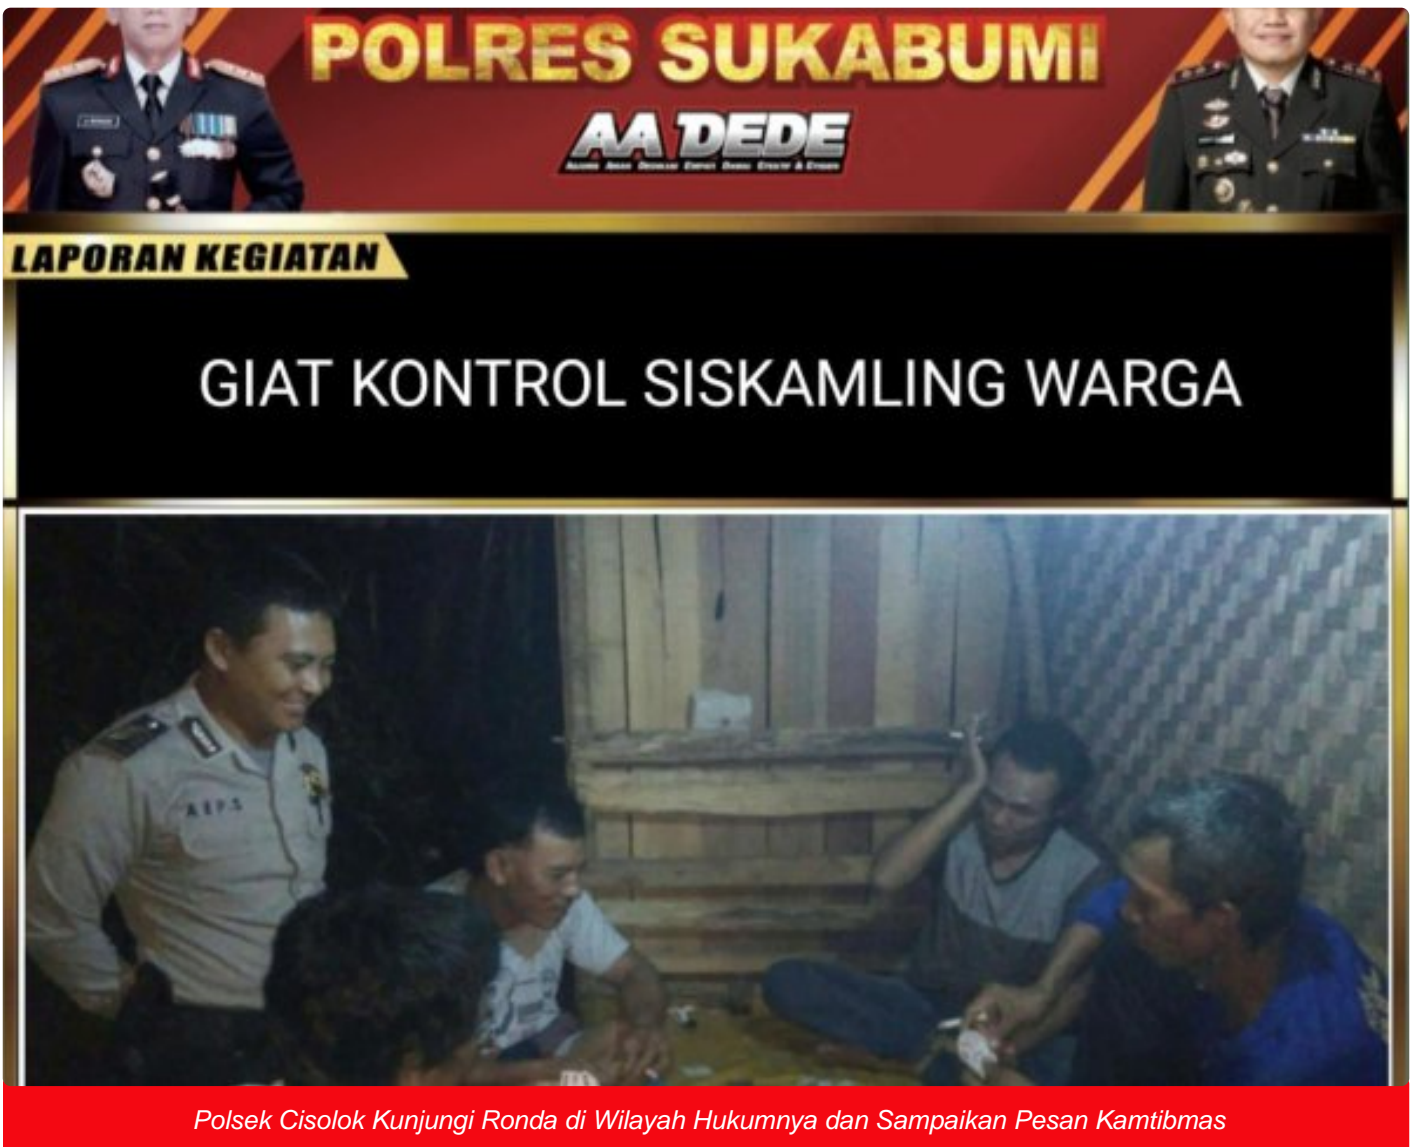 POLRES SUKABUMI
AA DEDE
LAPORAN KEGIATAN
GIAT KONTROL SISKAMLING WARGA
Polsek Cisolok Kunjungi Ronda di Wilayah Hukumnya dan Sampaikan Pesan Kamtibmas